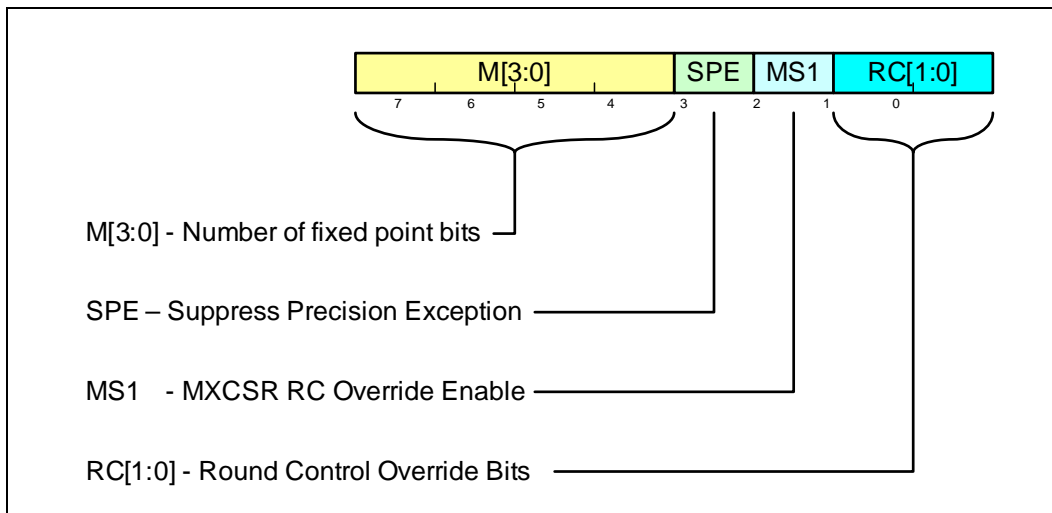 M[3:0] SPE MS1 RC[1:0]
7 6 5 4 3 2 1 0
M[3:0] - Number of fixed point bits
SPE – Suppress Precision Exception
MS1 - MXCSR RC Override Enable
RC[1:0] - Round Control Override Bits